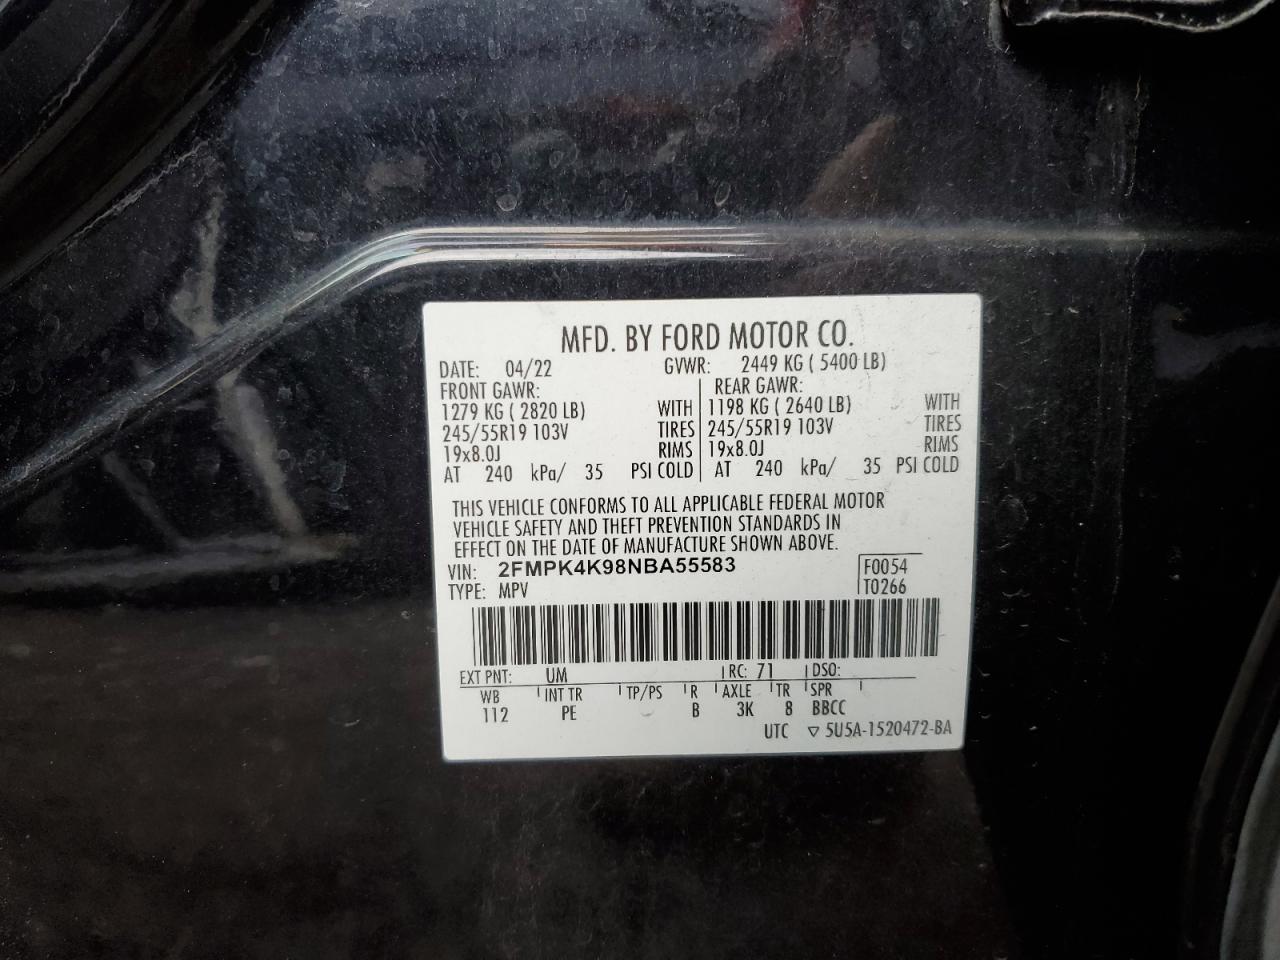 MFD. BY FORD MOTOR CO.
DATE: 04/22 GVWR: 2449 KG ( 5400 LB)
FRONT GAWR: REAR GAWR:
1279 KG ( 2820 LB) WITH 1198 KG ( 2640 LB) WITH
245/55R19 103V TIRES 245/55R19 103V TIRES
19x8.0J RIMS 19x8.0J RIMS
AT 240 kPa/ 35 PSI COLD AT 240 kPa/ 35 PSI COLD
THIS VEHICLE CONFORMS TO ALL APPLICABLE FEDERAL MOTOR
VEHICLE SAFETY AND THEFT PREVENTION STANDARDS IN
EFFECT ON THE DATE OF MANUFACTURE SHOWN ABOVE.
VIN: 2FMPK4K98NBA55583 F0054
TYPE: MPV T0266
EXT PNT: UM RC: 71 DSO:
WB INT TR TP/PS R AXLE TR SPR
112 PE B 3K 8 BBCC
UTC ▽ 5U5A-1520472-BA